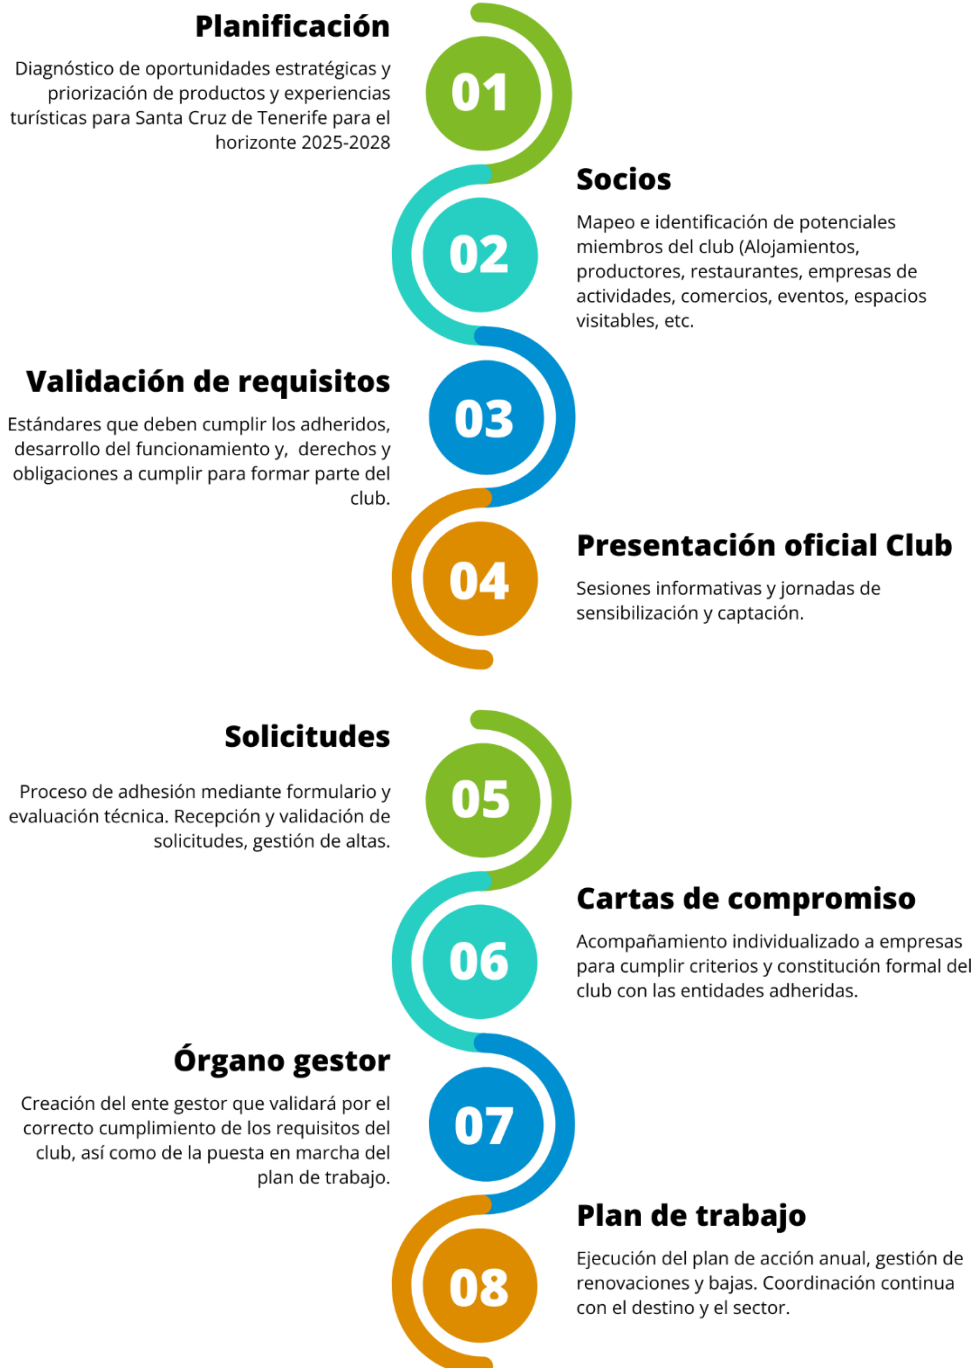 Planificación
Diagnóstico de oportunidades estratégicas y
priorización de productos y experiencias
turísticas para Santa Cruz de Tenerife para el
horizonte 2025-2028
01
Socios
Mapeo e identificación de potenciales
miembros del club (Alojamientos,
productores, restaurantes, empresas de
actividades, comercios, eventos, espacios
visitables, etc.
02
Validación de requisitos
Estándares que deben cumplir los adheridos,
desarrollo del funcionamiento y, derechos y
obligaciones a cumplir para formar parte del
club.
03
Presentación oficial Club
Sesiones informativas y jornadas de
sensibilización y captación.
04
Solicitudes
Proceso de adhesión mediante formulario y
evaluación técnica. Recepción y validación de
solicitudes, gestión de altas.
05
Cartas de compromiso
Acompañamiento individualizado a empresas
para cumplir criterios y constitución formal del
club con las entidades adheridas.
06
Órgano gestor
Creación del ente gestor que validará por el
correcto cumplimiento de los requisitos del
club, así como de la puesta en marcha del
plan de trabajo.
07
Plan de trabajo
Ejecución del plan de acción anual, gestión de
renovaciones y bajas. Coordinación continua
con el destino y el sector.
08